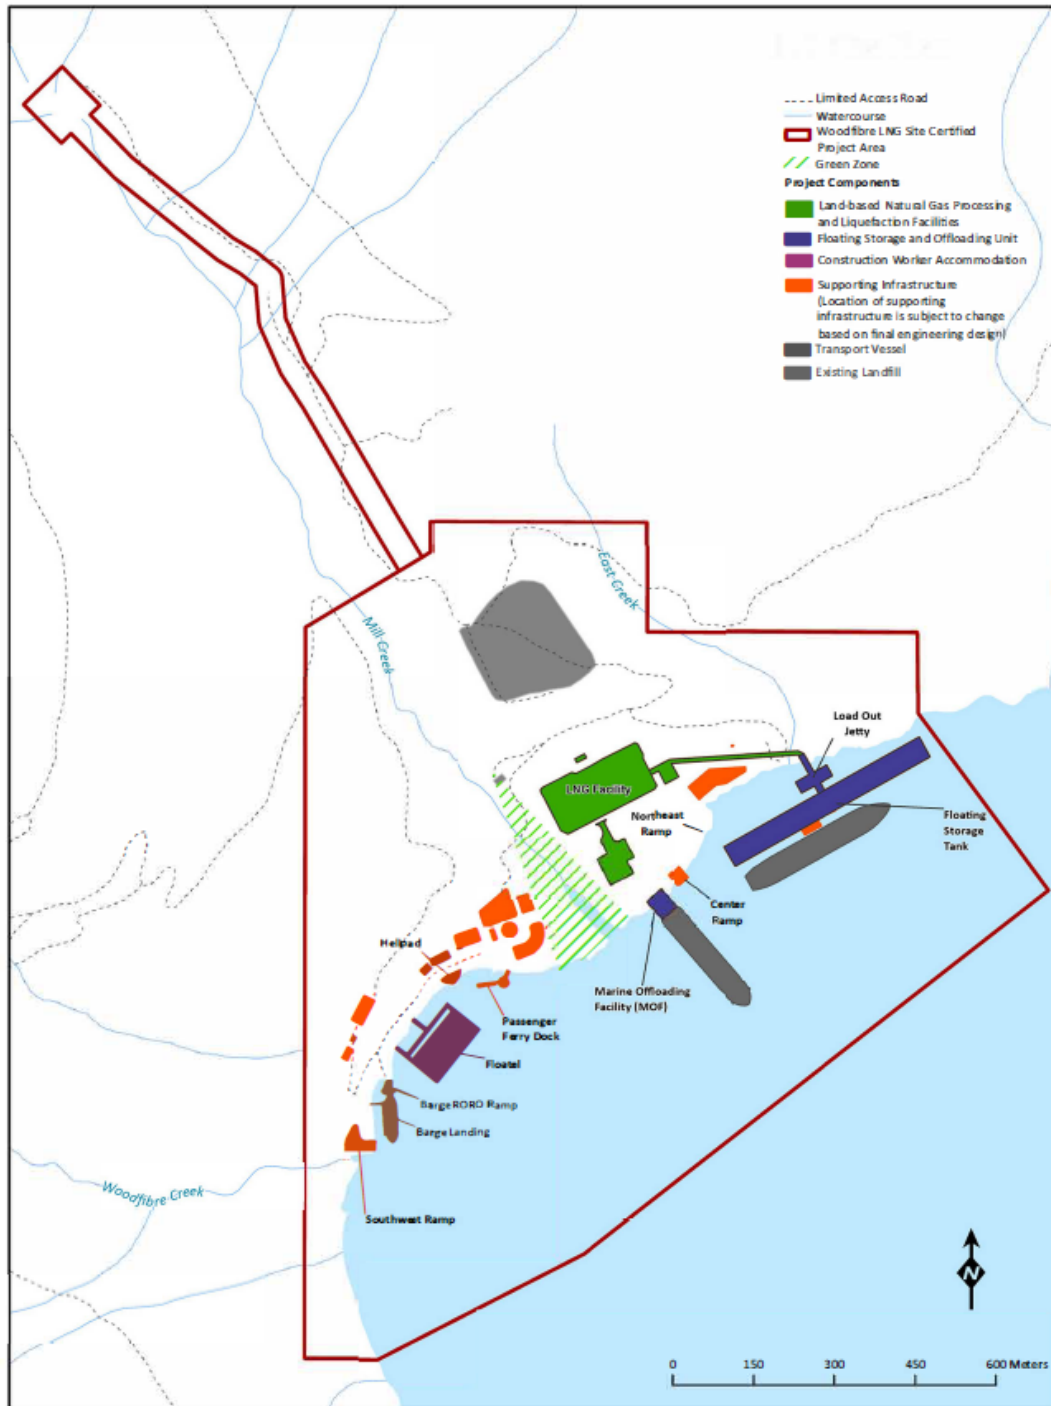 Limited Access Road
Watercourse
Woodfibre LNG Site Certified
Project Area
Green Zone
Project Components
Land-based Natural Gas Processing
and Liquefaction Facilities
Floating Storage and Offloading Unit
Construction Worker Accommodation
Supporting Infrastructure
(Location of supporting
infrastructure is subject to change
based on final engineering design)
Transport Vessel
Existing Landfill
East Creek
Mill Creek
Load Out
Jetty
LNG Facility
Northeast
Ramp
Floating
Storage
Tank
Center
Ramp
Helipad
Marine Offloading
Facility (MOF)
Passenger
Ferry Dock
Floatel
Barge RORO Ramp
Barge Landing
Woodfibre Creek
Southwest Ramp
N
0 150 300 450 600 Meters